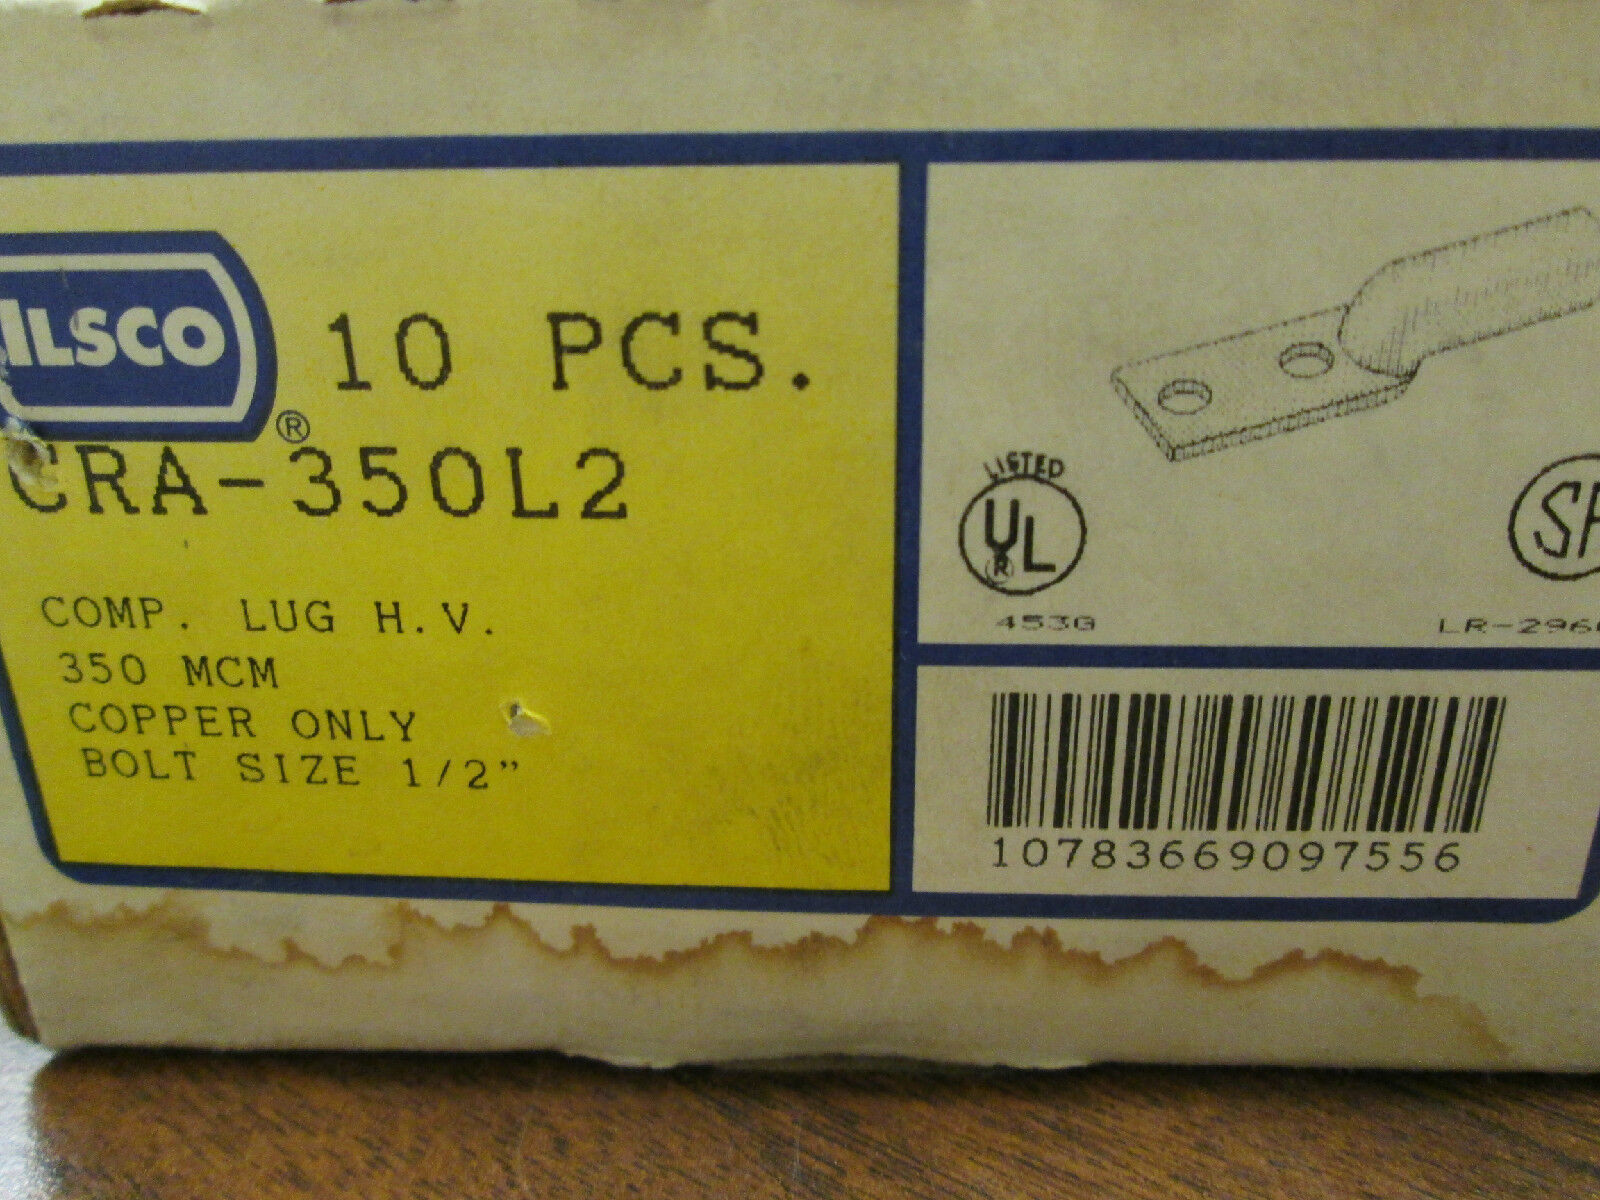 ILSCO
®
10 PCS.
CRA-350L2
COMP. LUG H.V.
350 MCM
COPPER ONLY
BOLT SIZE 1/2"
LISTED
UL
®
453G
10783669097556